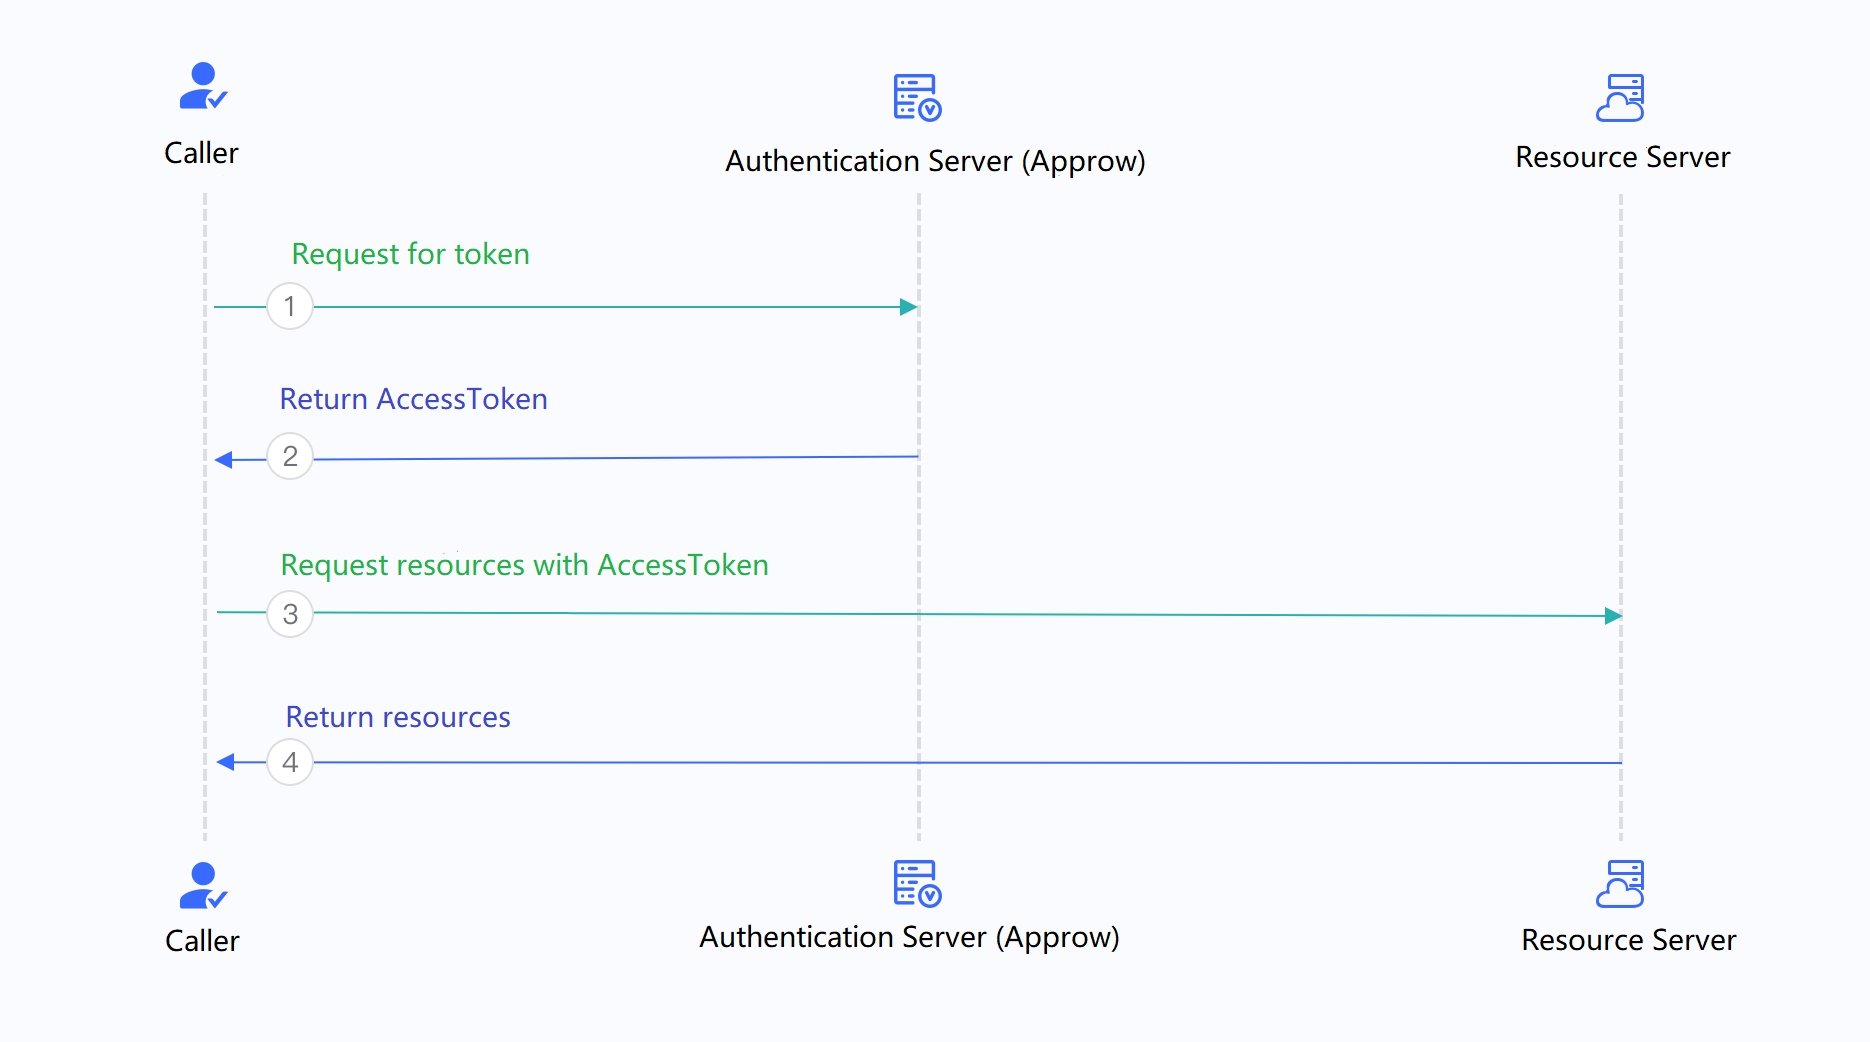 Caller
Authentication Server (Approw)
Resource Server
Request for token
1
Return AccessToken
2
Request resources with AccessToken
3
Return resources
4
Caller
Authentication Server (Approw)
Resource Server